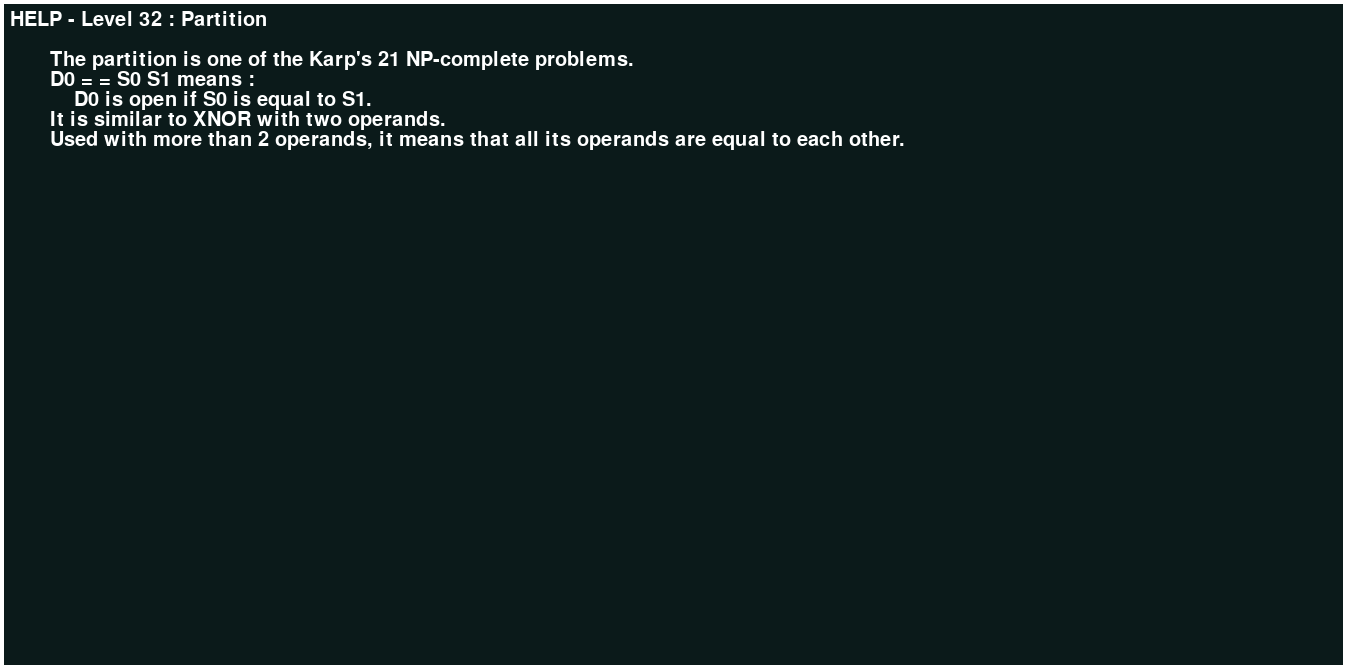 HELP - Level 32 : Partition
The partition is one of the Karp's 21 NP-complete problems.
D0 = = S0 S1 means :
D0 is open if S0 is equal to S1.
It is similar to XNOR with two operands.
Used with more than 2 operands, it means that all its operands are equal to each other.